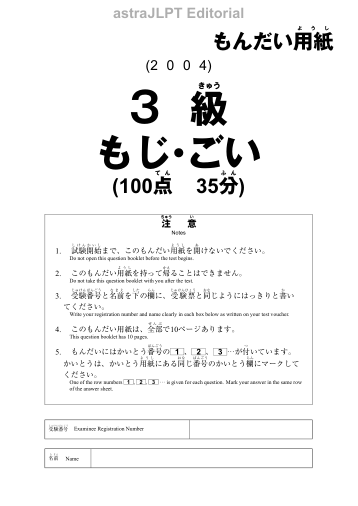 astraJLPT Editorial
もんだい用紙
(２００４)
３ 級
もじ・ごい
(100点 35分)
注 意
Notes
1. 試験開始まで、このもんだい用紙を開けないでください。
Do not open this question booklet before the test begins.
2. このもんだい用紙を持って帰ることはできません。
Do not take this question booklet with you after the test.
3. 受験番号と名前を下の欄に、受験票と同じようにはっきりと書い
てください。
Write your registration number and name clearly in each box below as written on your test voucher.
4. このもんだい用紙は、全部で10ページあります。
This question booklet has 10 pages.
5. もんだいにはかいとう番号の 1 、 2 、 3 …が付いています。
かいとうは、かいとう用紙にある同じ番号のかいとう欄にマークして
ください。
One of the row numbers 1 , 2 , 3 … is given for each question. Mark your answer in the same row
of the answer sheet.
受験番号 Examinee Registration Number
名前 Name